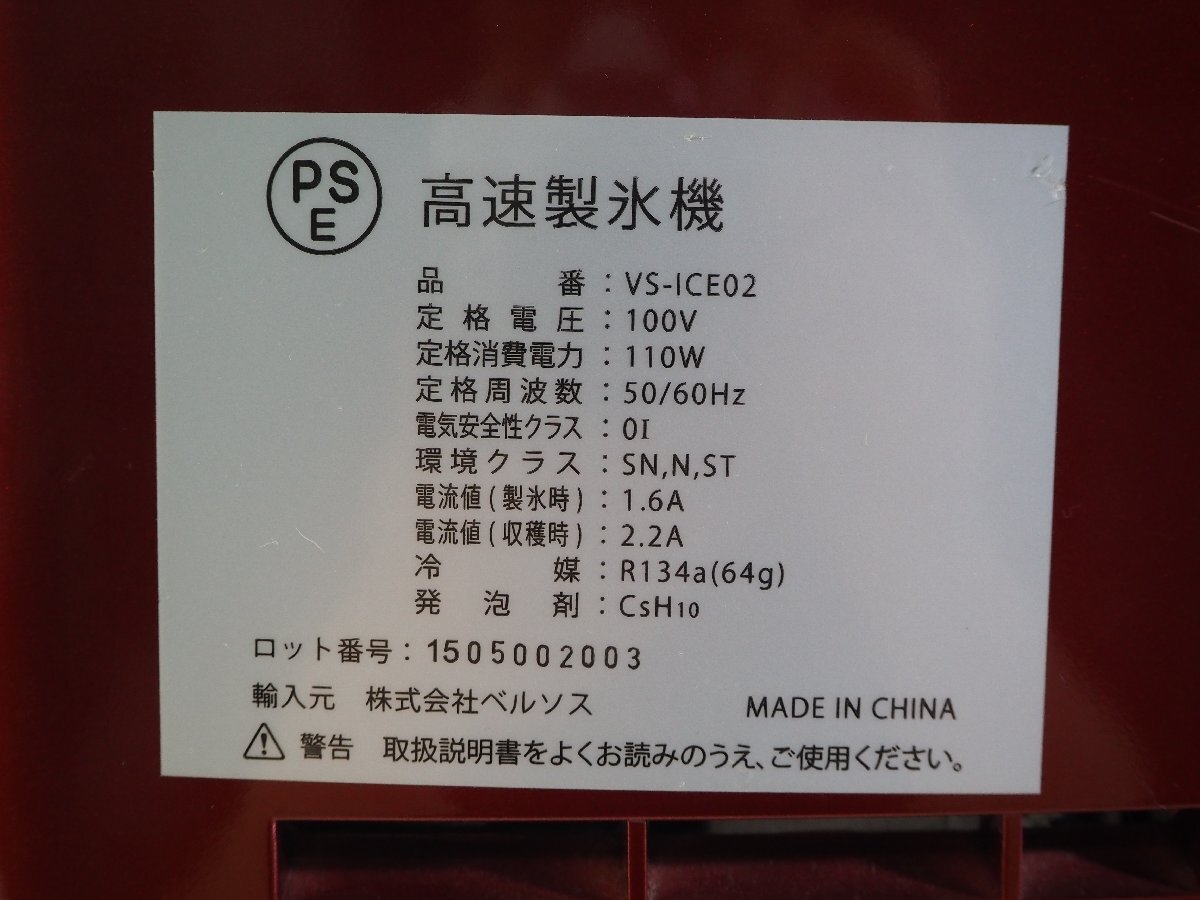 PS
E
高速製氷機
品番：VS-ICE02
定格電圧：100V
定格消費電力：110W
定格周波数：50/60Hz
電気安全性クラス：0I
環境クラス：SN,N,ST
電流値(製氷時)：1.6A
電流値(収穫時)：2.2A
冷媒：R134a(64g)
発泡剤：CsH10
ロット番号：1505002003
輸入元 株式会社ベルソス MADE IN CHINA
警告 取扱説明書をよくお読みのうえ、ご使用ください。